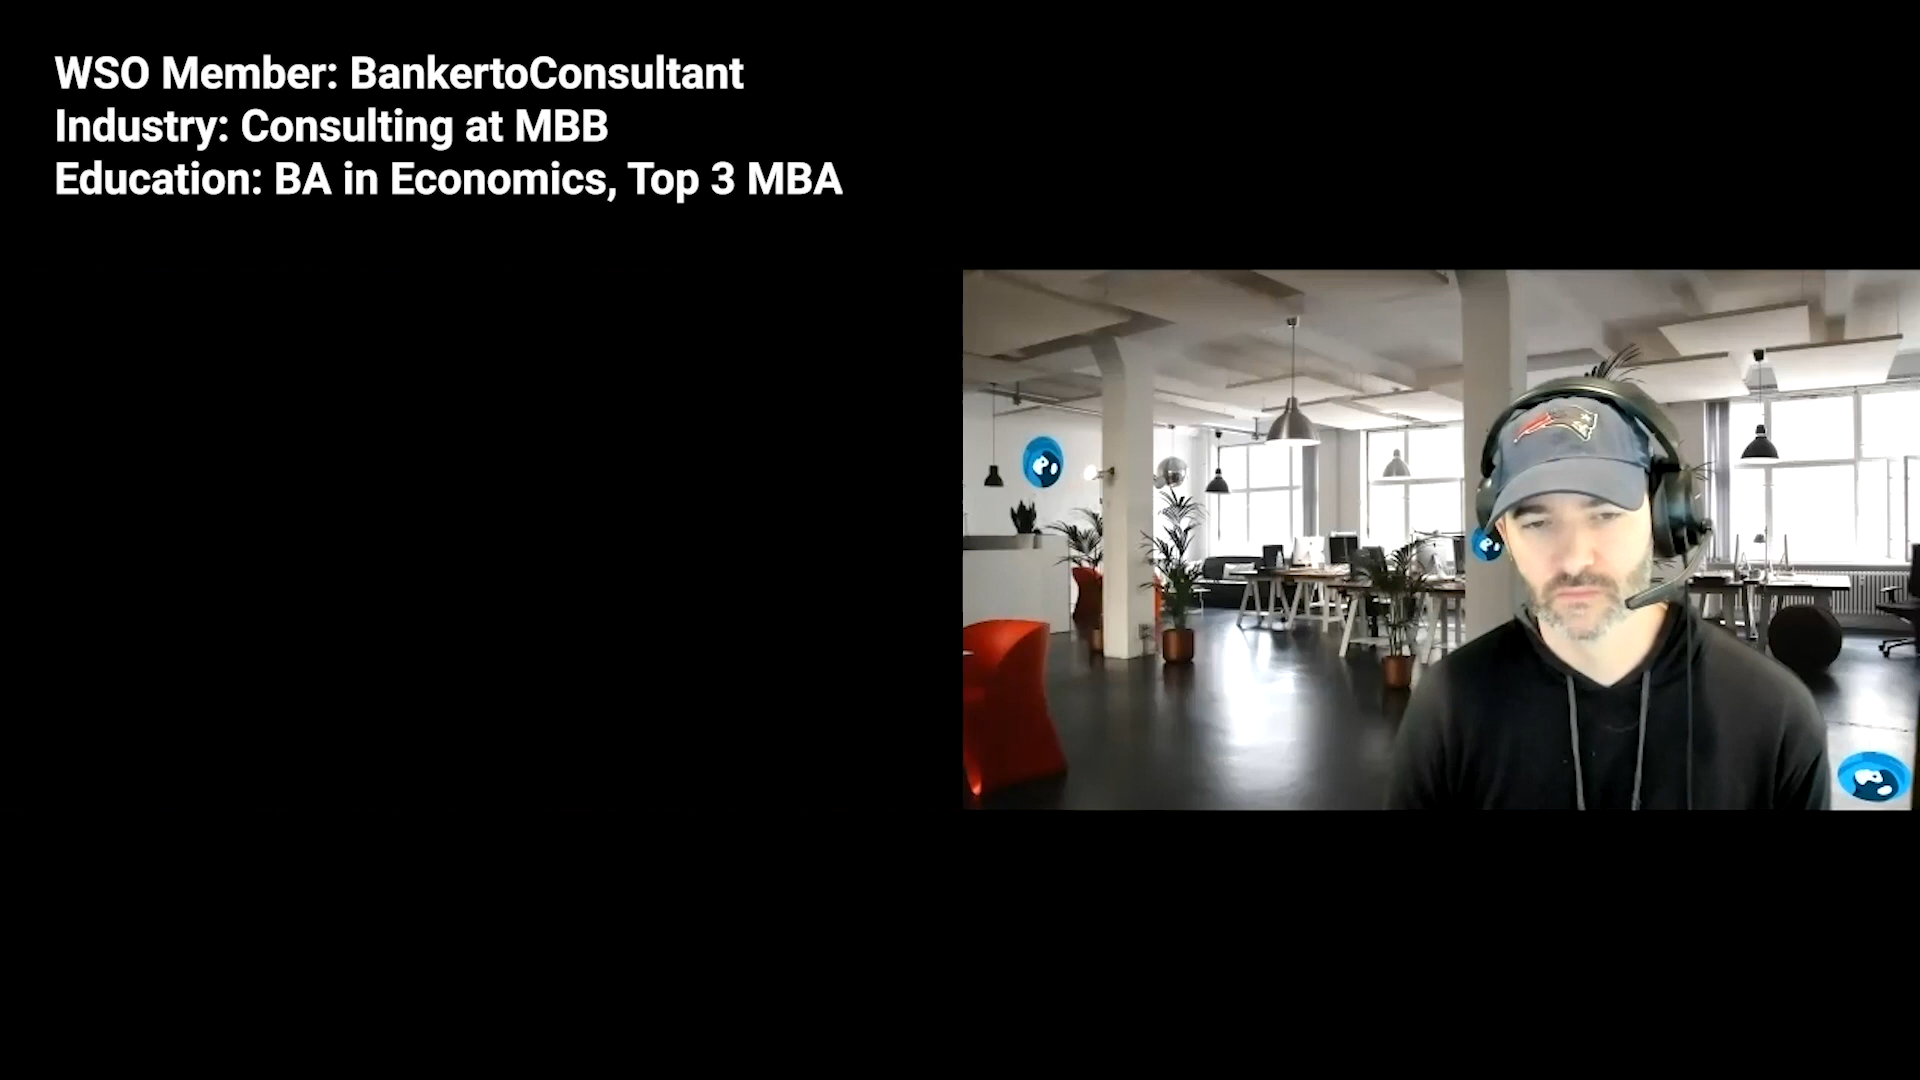 WSO Member: BankertoConsultant
Industry: Consulting at MBB
Education: BA in Economics, Top 3 MBA